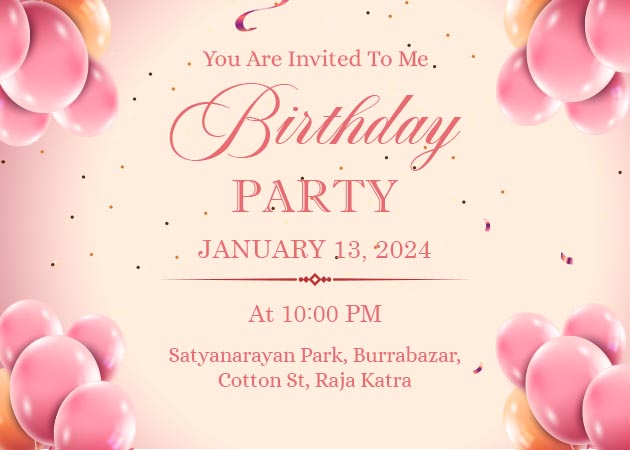 You Are Invited To Me
Birthday
PARTY
JANUARY 13, 2024
At 10:00 PM
Satyanarayan Park, Burrabazar,
Cotton St, Raja Katra